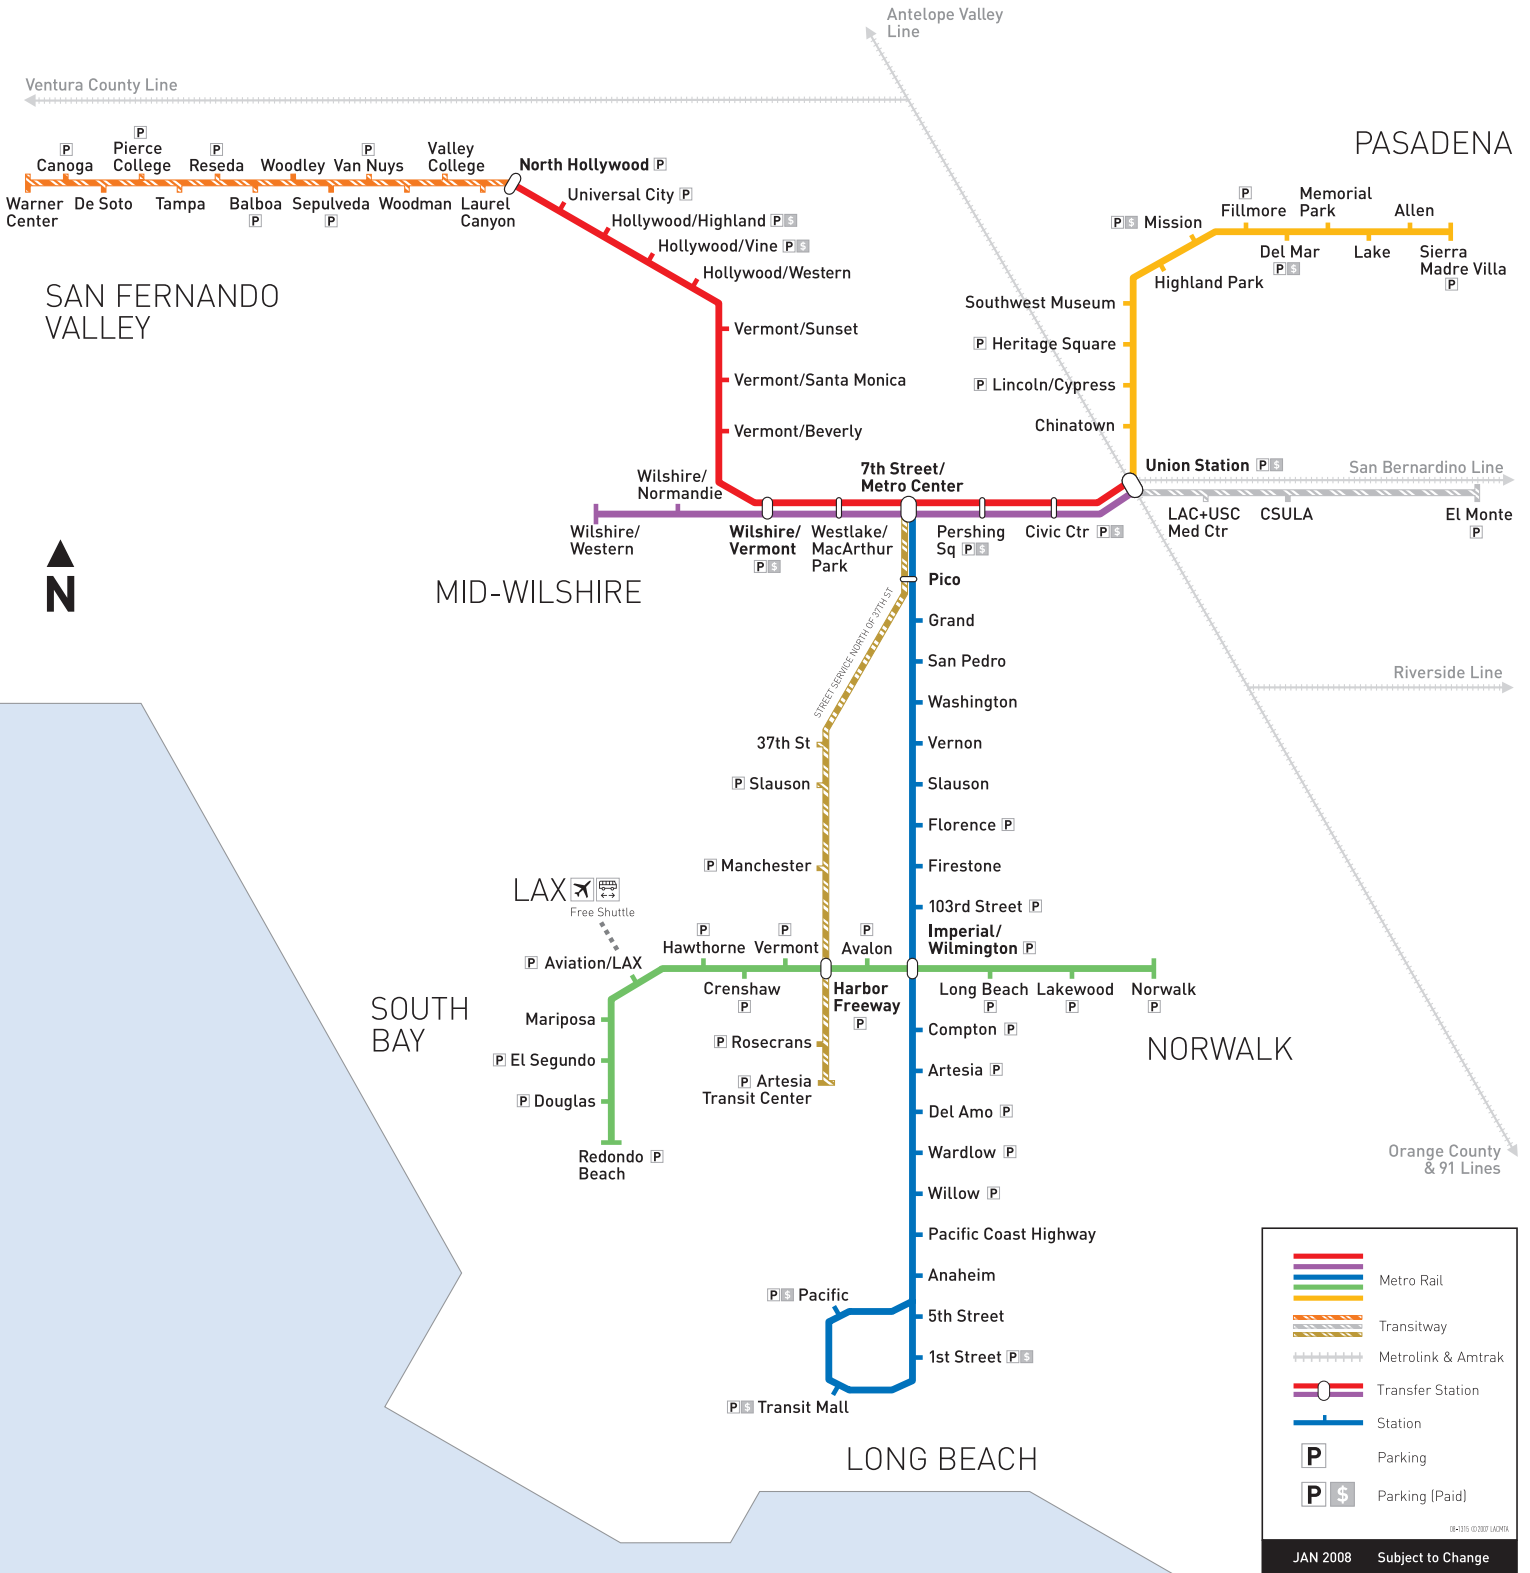 Antelope Valley
Line
Ventura County Line
PASADENA
P
Canoga
P
Pierce
College
P
Reseda
Woodley
P
Van Nuys
Valley
College
North Hollywood P
Warner
Center
De Soto
Tampa
Balboa
P
Sepulveda
P
Woodman
Laurel
Canyon
Universal City P
Hollywood/Highland P $
Hollywood/Vine P $
Hollywood/Western
SAN FERNANDO
VALLEY
Vermont/Sunset
Vermont/Santa Monica
Vermont/Beverly
P $ Mission
P
Fillmore
Memorial
Park
Allen
Del Mar
P $
Lake
Sierra
Madre Villa
P
Highland Park
Southwest Museum
P Heritage Square
P Lincoln/Cypress
Chinatown
Union Station P $
San Bernardino Line
Wilshire/
Normandie
7th Street/
Metro Center
Wilshire/
Western
Wilshire/
Vermont
P $
Westlake/
MacArthur
Park
Pershing
Sq P $
Civic Ctr P $
LAC+USC
Med Ctr
CSULA
El Monte
P
N
MID-WILSHIRE
STREET SERVICE NORTH OF 37TH ST
Pico
Grand
San Pedro
Washington
Vernon
Slauson
Florence P
Firestone
103rd Street P
Imperial/
Wilmington P
Riverside Line
37th St
P Slauson
P Manchester
LAX
Free Shuttle
P Aviation/LAX
P
Hawthorne
P
Vermont
P
Avalon
Crenshaw
P
Harbor
Freeway
P
Long Beach
P
Lakewood
P
Norwalk
P
SOUTH
BAY
Mariposa
P El Segundo
P Douglas
Redondo P
Beach
P Rosecrans
P Artesia
Transit Center
NORWALK
Compton P
Artesia P
Del Amo P
Wardlow P
Willow P
Pacific Coast Highway
Anaheim
5th Street
1st Street P $
P $ Pacific
P $ Transit Mall
LONG BEACH
Orange County
& 91 Lines
Metro Rail
Transitway
Metrolink & Amtrak
Transfer Station
Station
P Parking
P $ Parking (Paid)
08-1315 ©2007 LACMTA
JAN 2008 Subject to Change